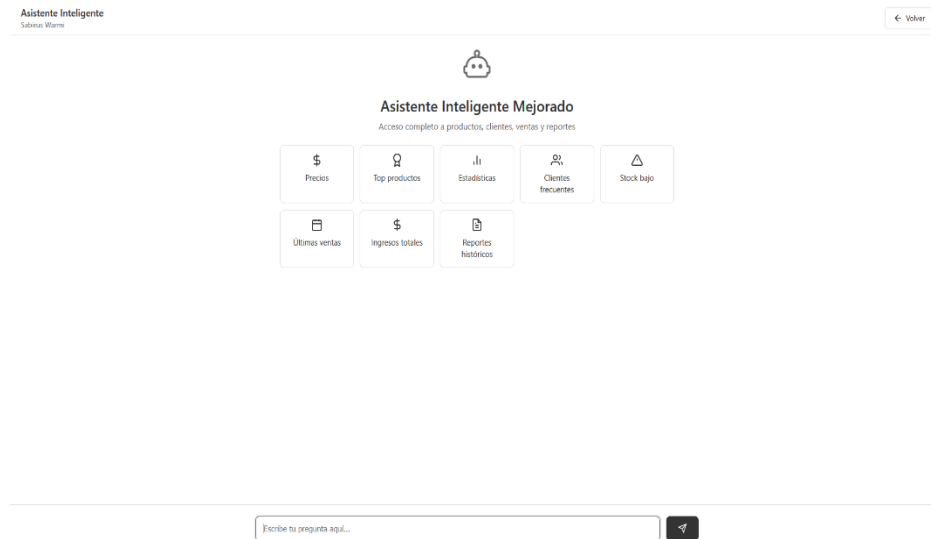 Asistente Inteligente
Sabirus Warmi
Volver
Asistente Inteligente Mejorado
Acceso completo a productos, clientes, ventas y reportes
Precios
Top productos
Estadísticas
Clientes
frecuentes
Stock bajo
Últimas ventas
Ingresos totales
Reportes
históricos
Escribe tu pregunta aquí...